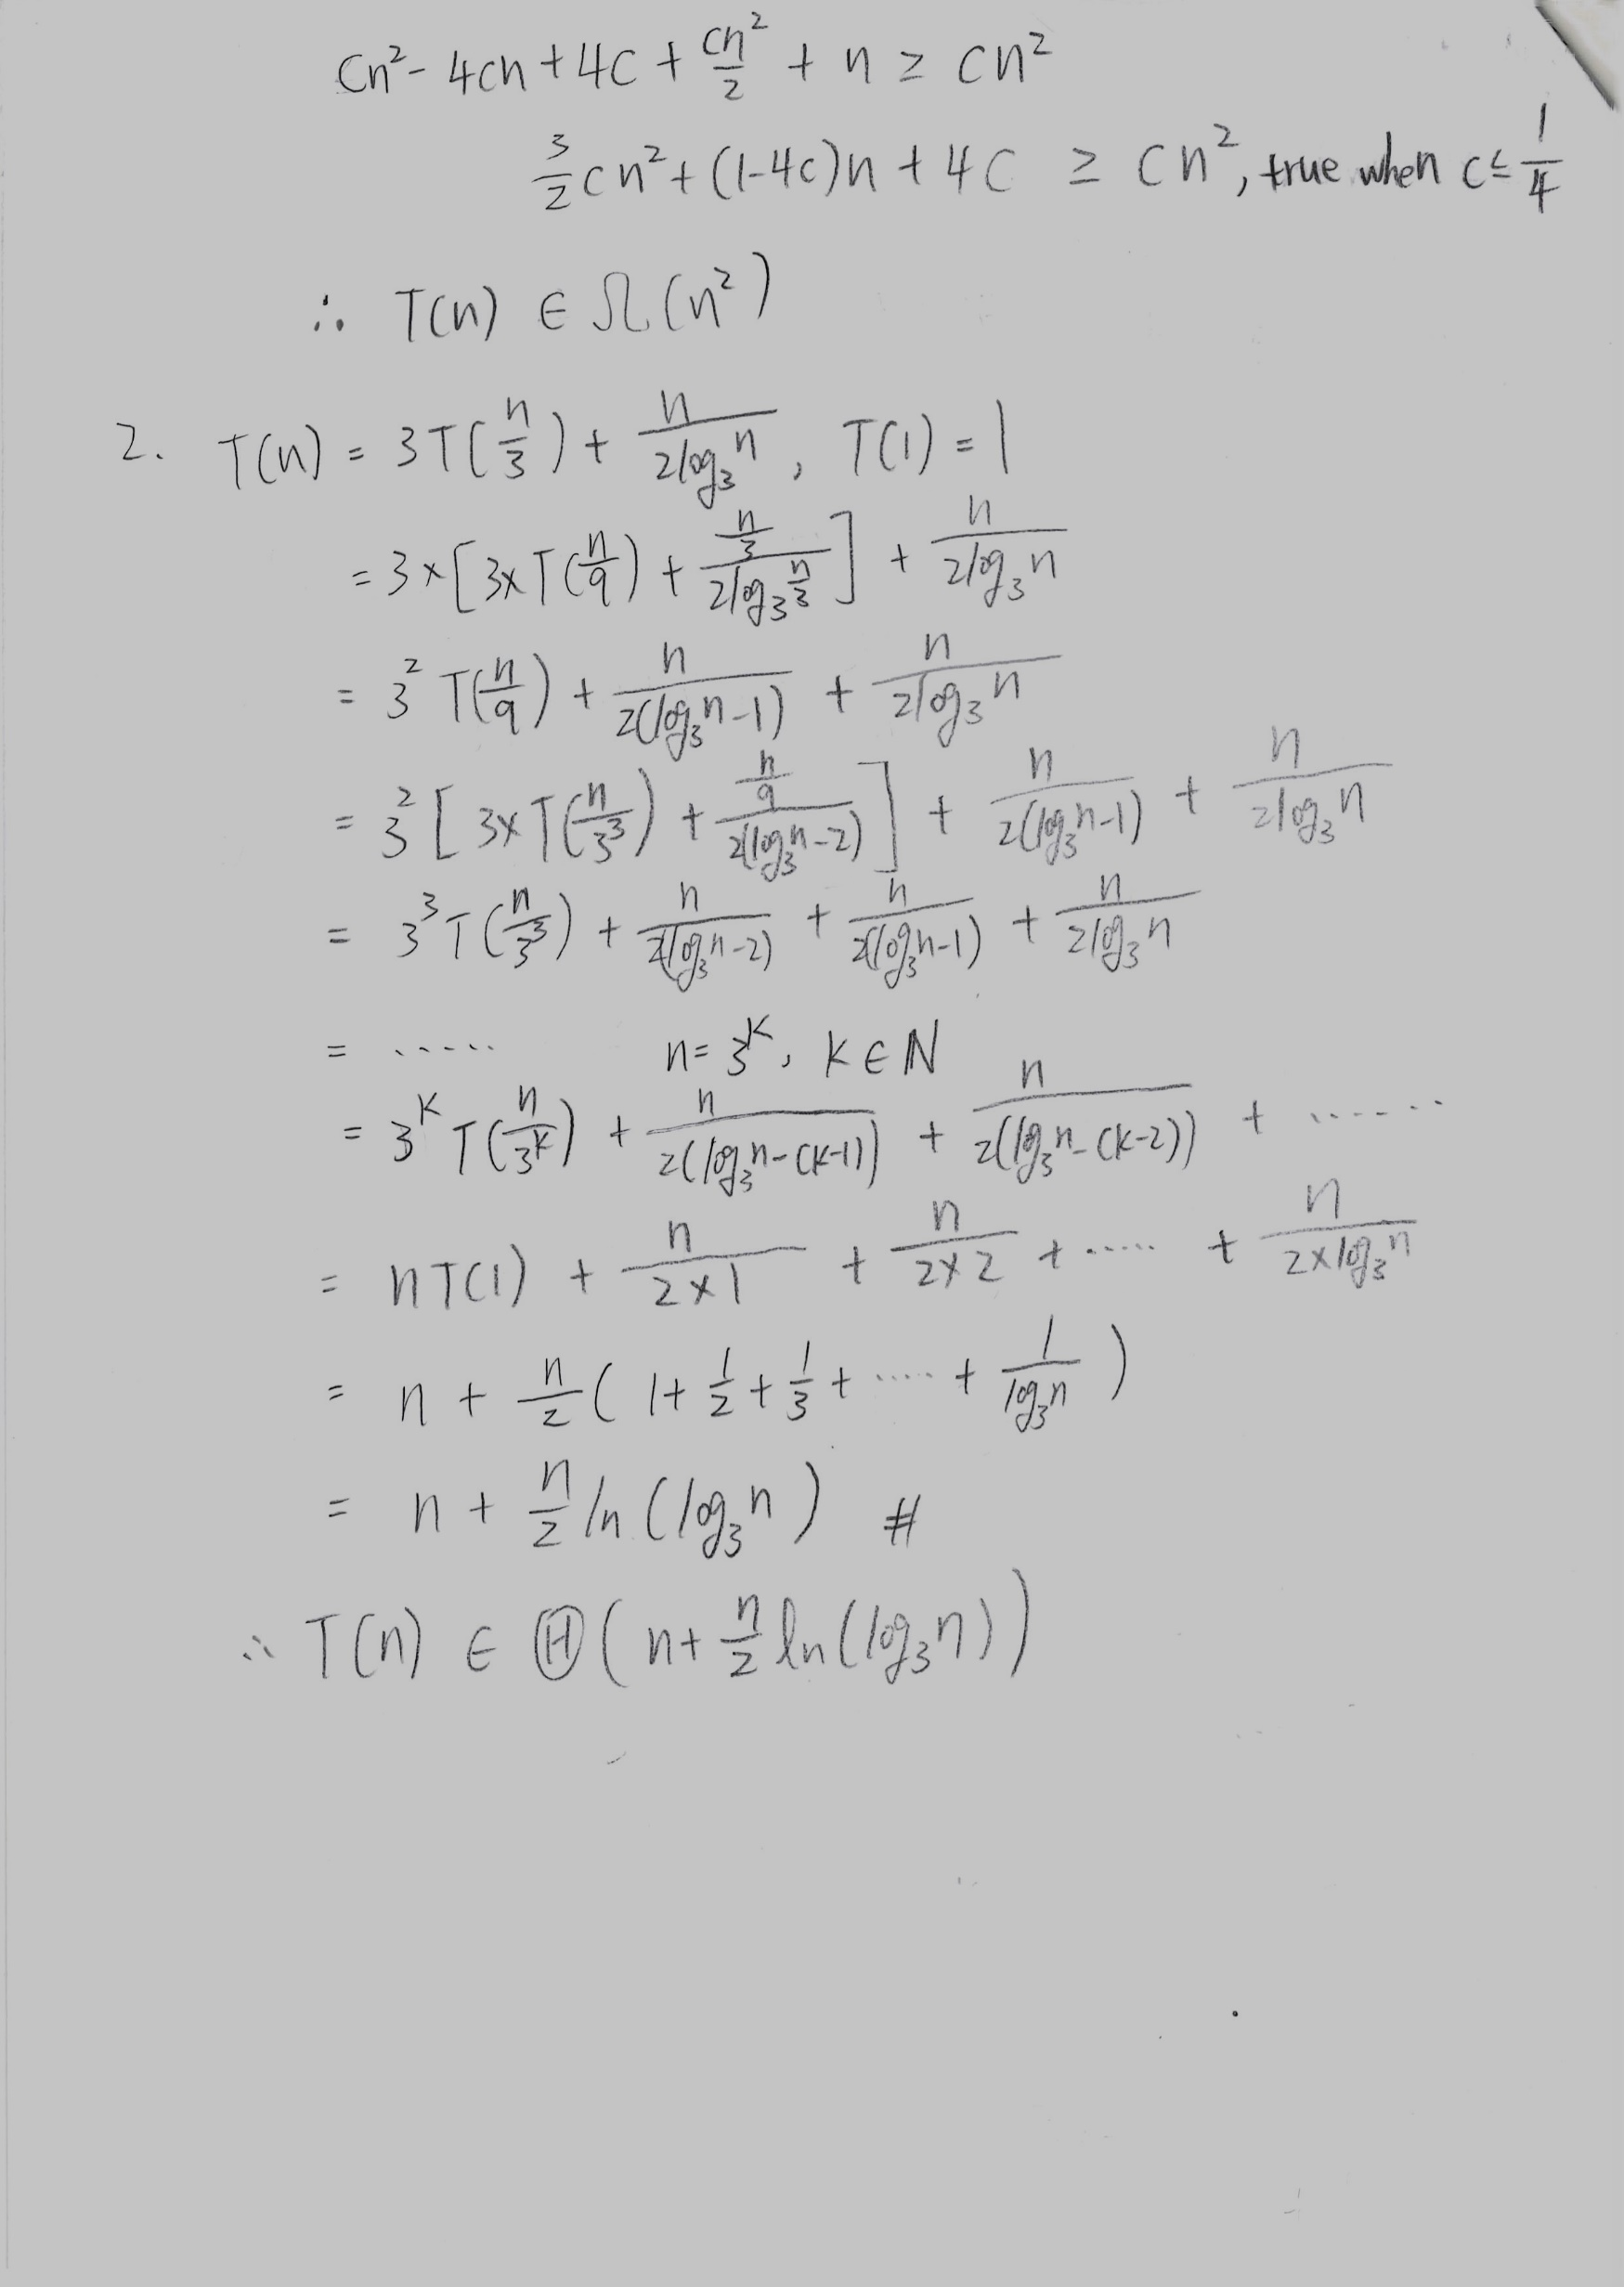 cn² - 4cn + 4c + cn²/2 + n ≥ cn²
3/2 cn² + (1-4c)n + 4c ≥ cn², true when c ≤ 1/4
∴ T(n) ∈ Ω(n²)
2. T(n) = 3T(n/3) + n/(2log₃n), T(1) = 1
= 3×[3×T(n/9) + (n/3)/(2log₃(n/3))] + n/(2log₃n)
= 3² T(n/9) + n/(2(log₃n-1)) + n/(2log₃n)
= 3² [3×T(n/3³) + (n/9)/(2(log₃n-2))] + n/(2(log₃n-1)) + n/(2log₃n)
= 3³ T(n/3³) + n/(2(log₃n-2)) + n/(2(log₃n-1)) + n/(2log₃n)
= ...... n = 3ᵏ, k ∈ ℕ
= 3ᵏ T(n/3ᵏ) + n/(2(log₃n-(k-1))) + n/(2(log₃n-(k-2))) + .......
= nT(1) + n/(2×1) + n/(2×2) + ...... + n/(2×log₃n)
= n + n/2 (1 + 1/2 + 1/3 + ...... + 1/log₃n)
= n + n/2 ln(log₃n) #
∴ T(n) ∈ Θ(n + n/2 ln(log₃n))